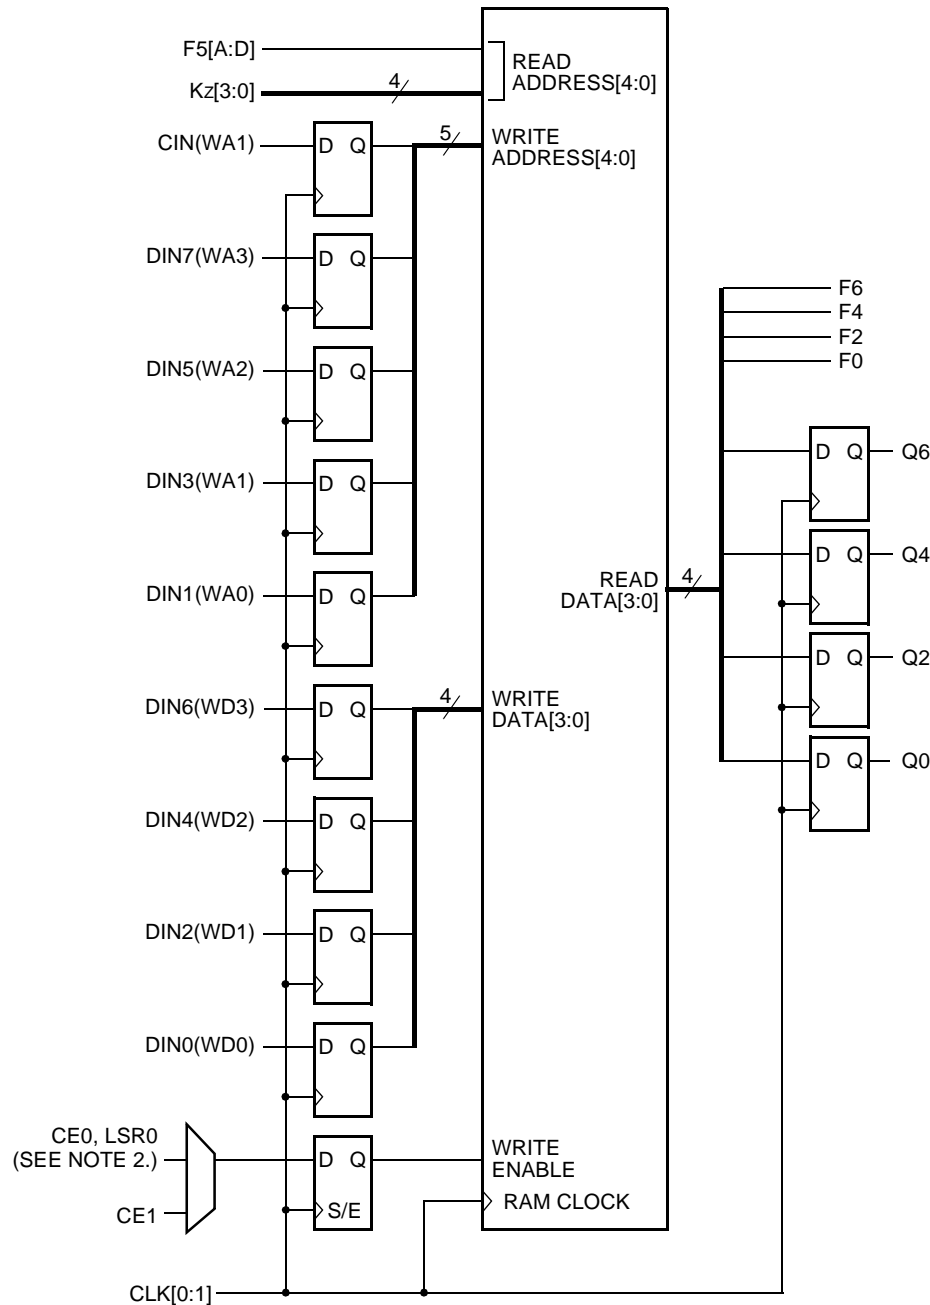 F5[A:D]
KZ[3:0]
4
READ
ADDRESS[4:0]
CIN(WA1)
D Q
5
WRITE
ADDRESS[4:0]
DIN7(WA3)
D Q
DIN5(WA2)
D Q
DIN3(WA1)
D Q
DIN1(WA0)
D Q
DIN6(WD3)
D Q
4
WRITE
DATA[3:0]
DIN4(WD2)
D Q
DIN2(WD1)
D Q
DIN0(WD0)
D Q
CE0, LSR0
(SEE NOTE 2.)
CE1
D Q
S/E
WRITE
ENABLE
RAM CLOCK
CLK[0:1]
READ
DATA[3:0]
4
F6
F4
F2
F0
D Q
Q6
D Q
Q4
D Q
Q2
D Q
Q0